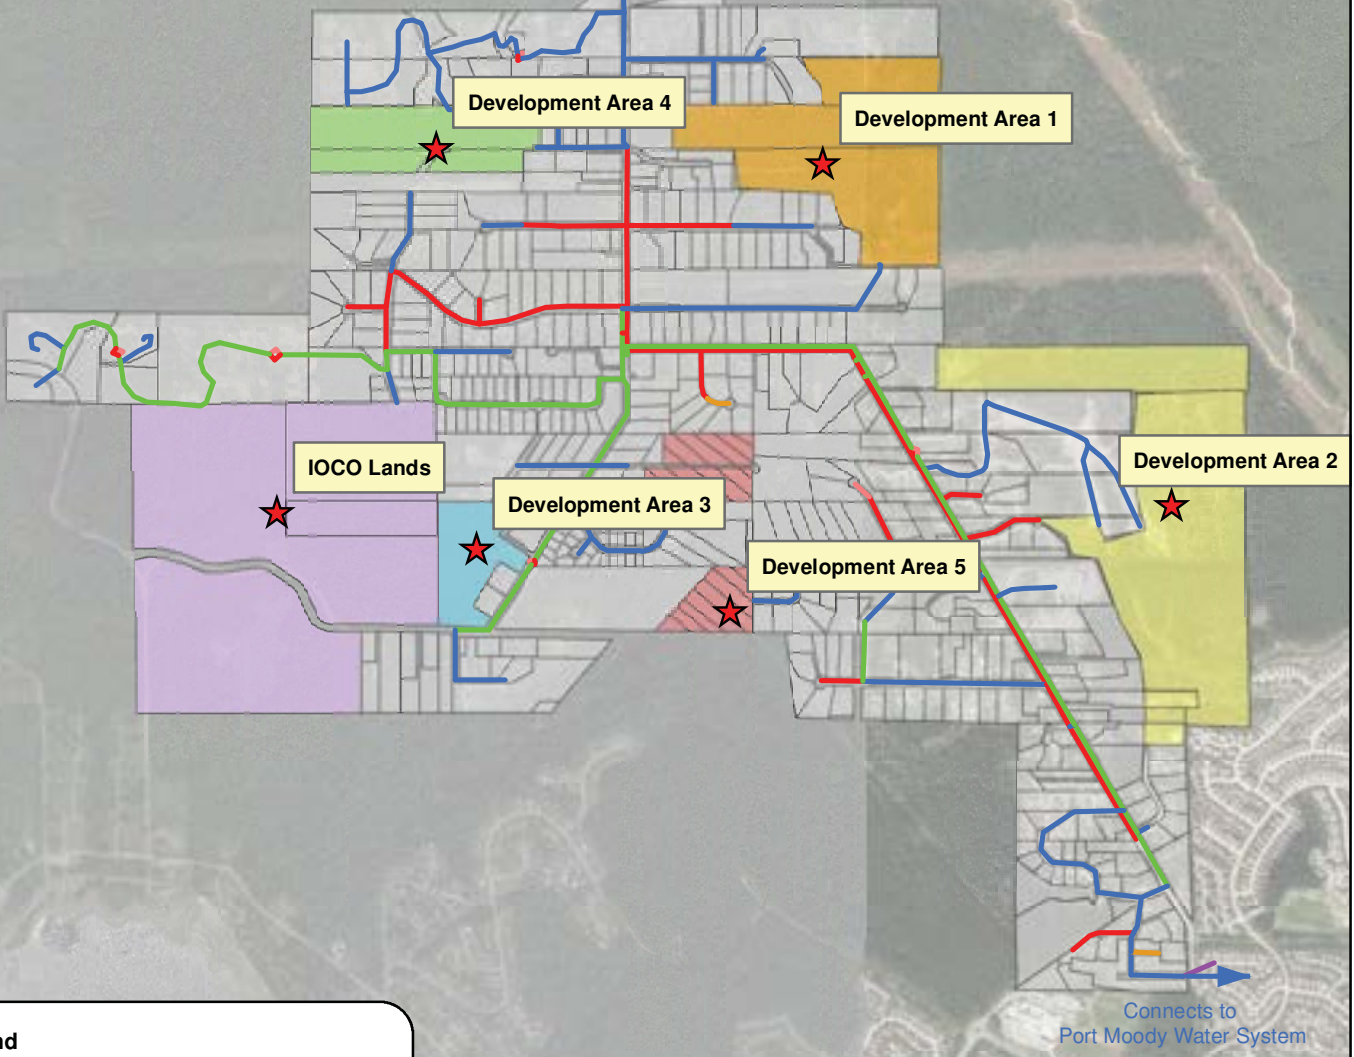 Development Area 4
Development Area 1
IOCO Lands
Development Area 2
Development Area 3
Development Area 5
Connects to
Port Moody Water System